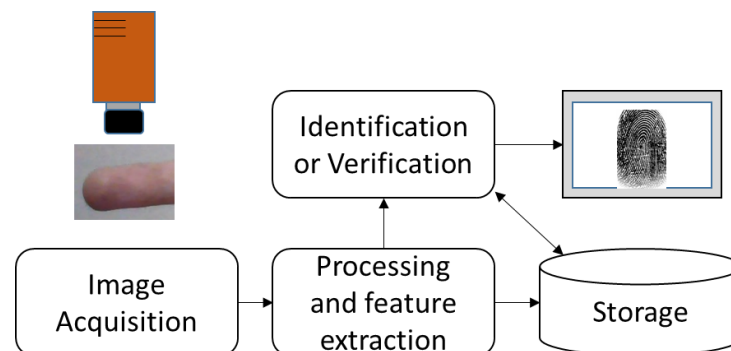 Identification
or Verification
Image
Acquisition
Processing
and feature
extraction
Storage